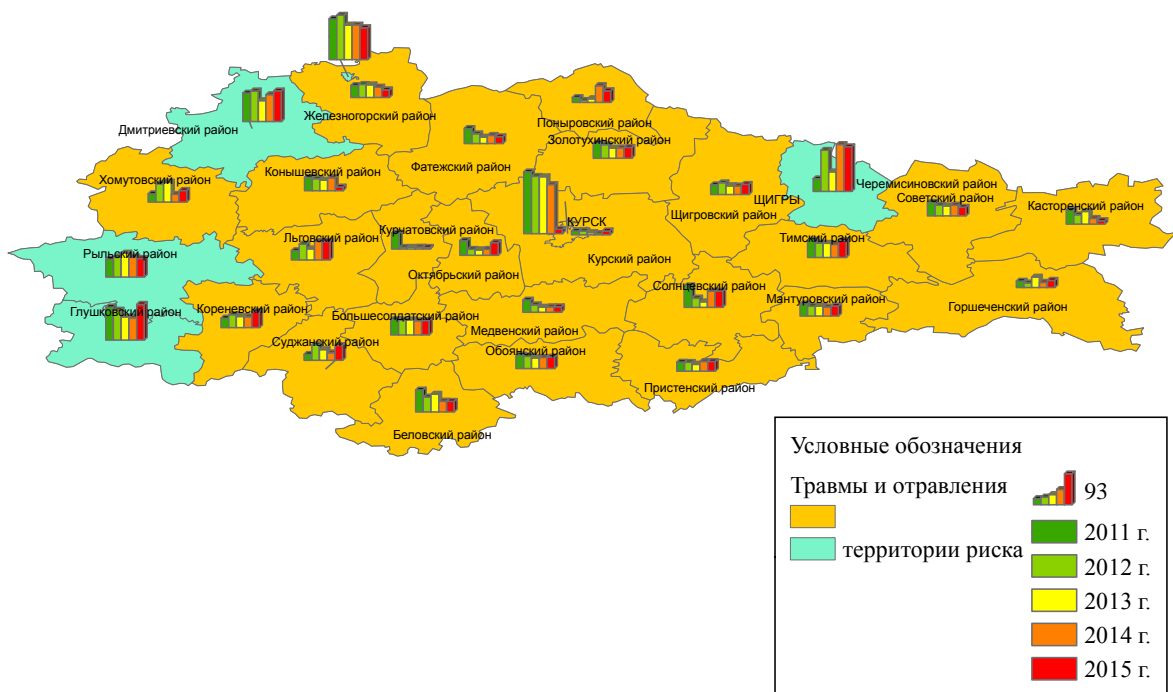 Железногорский район
Поныровский район
Дмитриевский район
Золотухинский район
Фатежский район
Конышевский район
Хомутовский район
Черемисиновский район
ЩИГРЫ
Советский район
Касторенский район
Щигровский район
КУРСК
Курчатовский район
Льговский район
Тимский район
Рыльский район
Курский район
Октябрьский район
Солнцевский район
Мантуровский район
Горшеченский район
Глушковский район
Кореневский район
Большесолдатский район
Медвенский район
Суджанский район
Обоянский район
Пристенский район
Беловский район
Условные обозначения
Травмы и отравления
территории риска
93
2011 г.
2012 г.
2013 г.
2014 г.
2015 г.